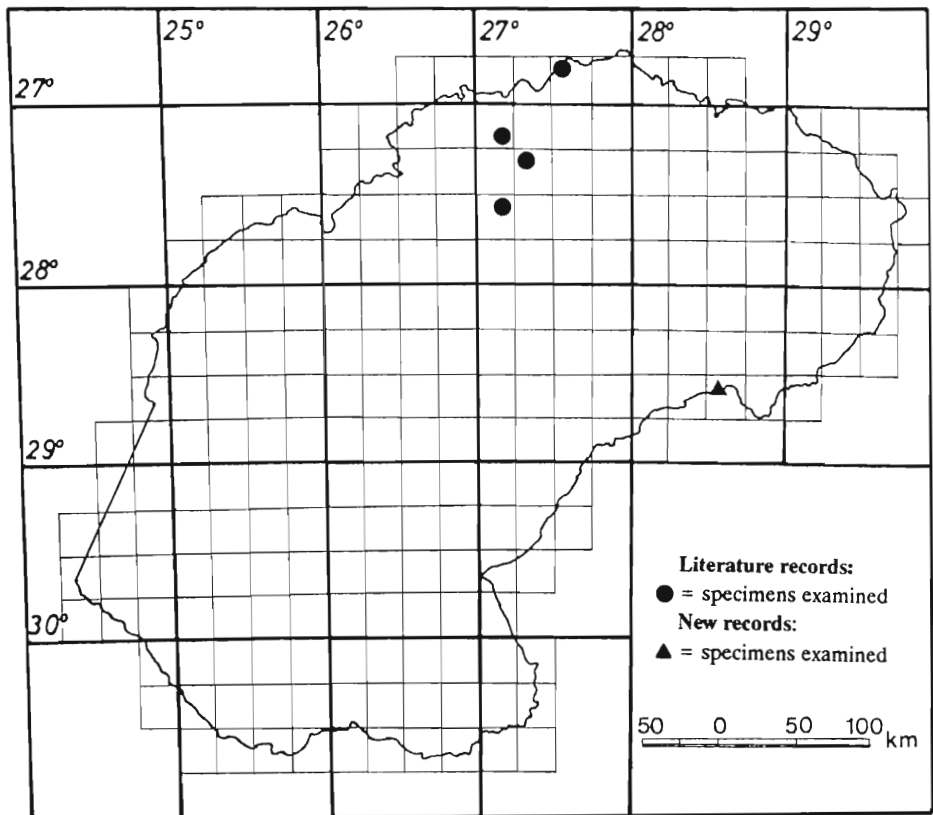 25° 26° 27° 28° 29°
27°
28°
29°
30°
Literature records:
● = specimens examined
New records:
▲ = specimens examined
50 0 50 100 km